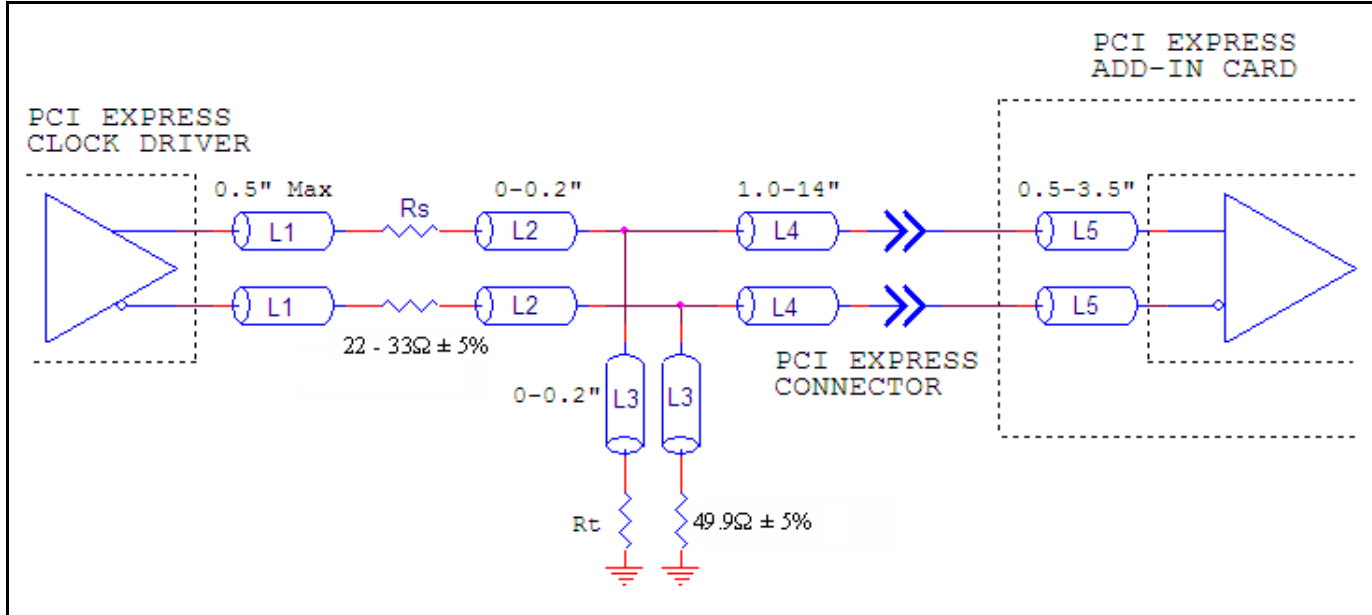 PCI EXPRESS
ADD-IN CARD
PCI EXPRESS
CLOCK DRIVER
0.5" Max
0-0.2"
1.0-14"
0.5-3.5"
L1
Rs
L2
L4
L5
L1
L2
L4
L5
22 - 33Ω ± 5%
PCI EXPRESS
CONNECTOR
0-0.2"
L3
L3
Rt
49.9Ω ± 5%